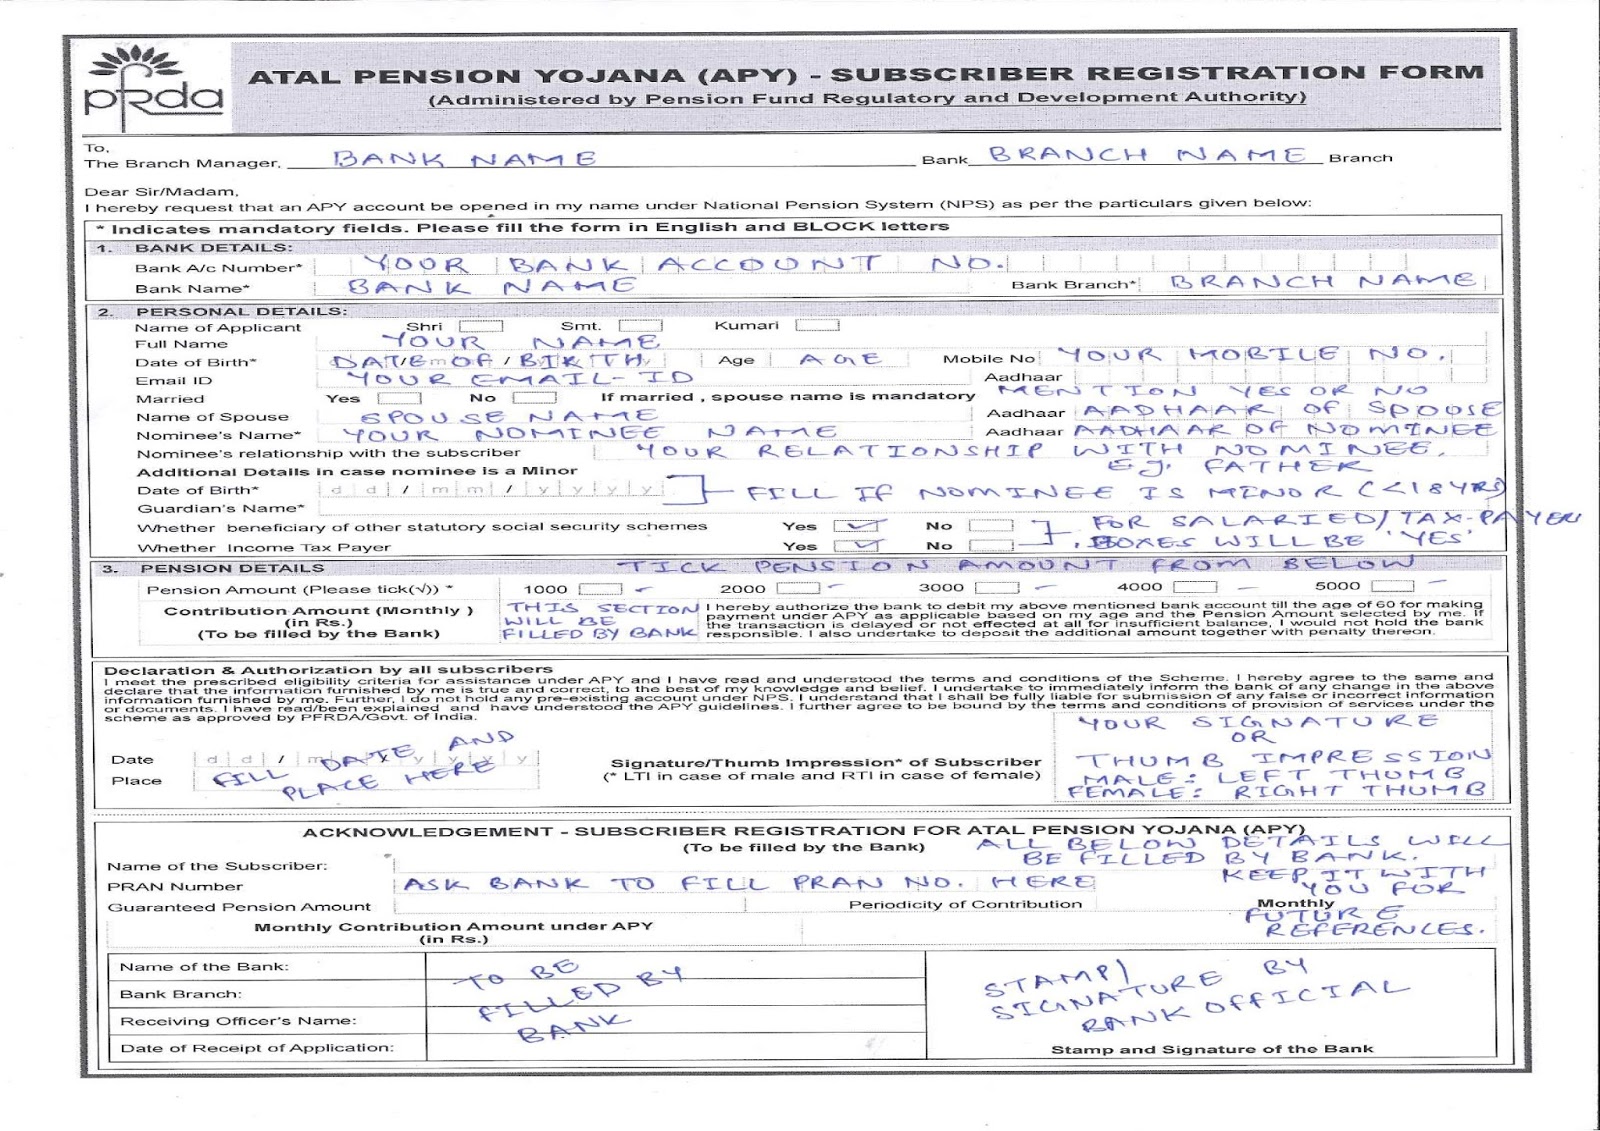 pfrda
ATAL PENSION YOJANA (APY) - SUBSCRIBER REGISTRATION FORM
(Administered by Pension Fund Regulatory and Development Authority)
To,
The Branch Manager, BANK NAME Bank BRANCH NAME Branch
Dear Sir/Madam,
I hereby request that an APY account be opened in my name under National Pension System (NPS) as per the particulars given below:
* Indicates mandatory fields. Please fill the form in English and BLOCK letters
1. BANK DETAILS:
Bank A/c Number* YOUR BANK ACCOUNT NO.
Bank Name* BANK NAME Bank Branch* BRANCH NAME
2. PERSONAL DETAILS:
Name of Applicant Shri Smt. Kumari
Full Name YOUR NAME
Date of Birth* DATE OF BIRTH Age AGE Mobile No YOUR MOBILE NO.
Email ID YOUR EMAIL-ID Aadhaar
Married Yes No If married , spouse name is mandatory MENTION YES OR NO
Name of Spouse SPOUSE NAME Aadhaar AADHAAR OF SPOUSE
Nominee's Name* YOUR NOMINEE NAME Aadhaar AADHAAR OF NOMINEE
Nominee's relationship with the subscriber YOUR RELATIONSHIP WITH NOMINEE.
Additional Details in case nominee is a Minor E.g. FATHER
Date of Birth* d d / m m / y y y y FILL IF NOMINEE IS MINOR (<18YRS)
Guardian's Name*
Whether beneficiary of other statutory social security schemes Yes ✓ No FOR SALARIED/TAX-PAYER
Whether Income Tax Payer Yes ✓ No BOXES WILL BE 'YES'
3. PENSION DETAILS TICK PENSION AMOUNT FROM BELOW
Pension Amount (Please tick(√)) * 1000 2000 3000 4000 5000
Contribution Amount (Monthly )
(in Rs.)
(To be filled by the Bank)
THIS SECTION
WILL BE
FILLED BY BANK
I hereby authorize the bank to debit my above mentioned bank account till the age of 60 for making
payment under APY as applicable based on my age and the Pension Amount selected by me. If
the transaction is delayed or not effected at all for insufficient balance, I would not hold the bank
responsible. I also undertake to deposit the additional amount together with penalty thereon.
Declaration & Authorization by all subscribers
I meet the prescribed eligibility criteria for assistance under APY and I have read and understood the terms and conditions of the Scheme. I hereby agree to the same and
declare that the information furnished by me is true and correct, to the best of my knowledge and belief. I undertake to immediately inform the bank of any change in the above
information furnished by me. Further, I do not hold any pre-existing account under NPS. I understand that I shall be fully liable for submission of any false or incorrect information
or documents. I have read/been explained and have understood the APY guidelines. I further agree to be bound by the terms and conditions of provision of services under the
scheme as approved by PFRDA/Govt. of India.
Date d d / m y y y
Place
FILL DATE AND
PLACE HERE
Signature/Thumb Impression* of Subscriber
(* LTI in case of male and RTI in case of female)
YOUR SIGNATURE
OR
THUMB IMPRESSION
MALE: LEFT THUMB
FEMALE: RIGHT THUMB
ACKNOWLEDGEMENT - SUBSCRIBER REGISTRATION FOR ATAL PENSION YOJANA (APY)
(To be filled by the Bank)
ALL BELOW DETAILS WILL
BE FILLED BY BANK.
KEEP IT WITH
YOU FOR
FUTURE
REFERENCES.
Name of the Subscriber:
PRAN Number ASK BANK TO FILL PRAN NO. HERE
Guaranteed Pension Amount Periodicity of Contribution Monthly
Monthly Contribution Amount under APY
(in Rs.)
Name of the Bank:
Bank Branch:
Receiving Officer's Name:
Date of Receipt of Application:
TO BE
FILLED BY
BANK
STAMP/
SIGNATURE BY
BANK OFFICIAL
Stamp and Signature of the Bank